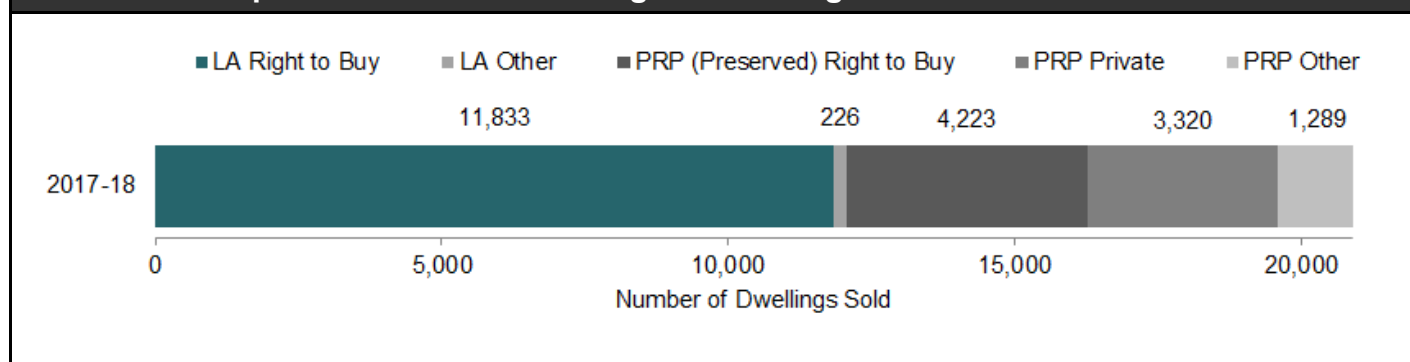 LA Right to Buy LA Other PRP (Preserved) Right to Buy PRP Private PRP Other
11,833 226 4,223 3,320 1,289
2017-18
0 5,000 10,000 15,000 20,000
Number of Dwellings Sold